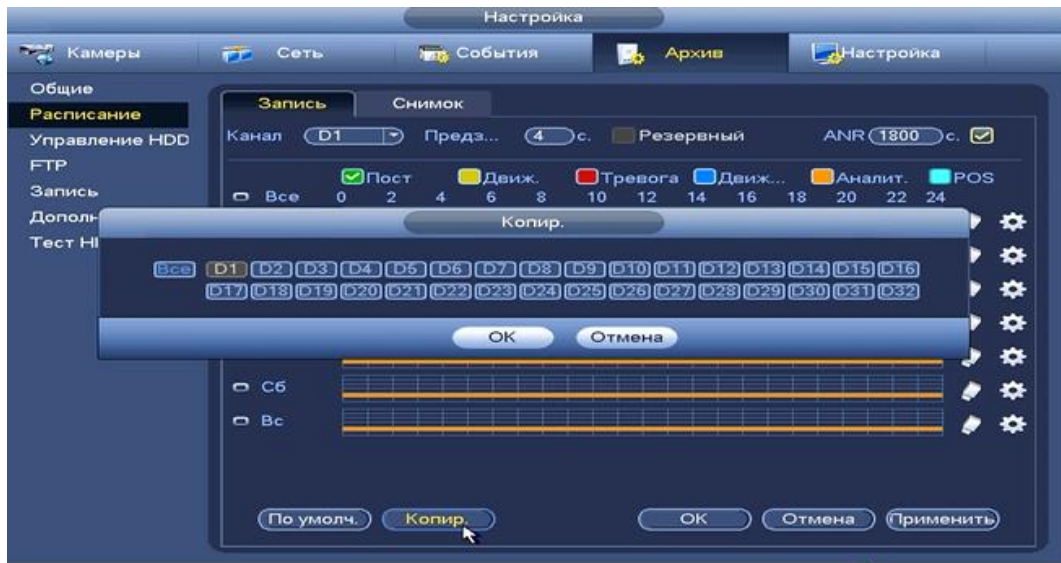 Настройка
Камеры Сеть События Архив Настройка
Общие
Расписание
Управление HDD
FTP
Запись
Дополн
Тест HI
Запись Снимок
Канал D1 Предз... 4 с. Резервный ANR 1800 с.
Пост Движ. Тревога Движ... Аналит. POS
Все 0 2 4 6 8 10 12 14 16 18 20 22 24
Копир.
Все D1 D2 D3 D4 D5 D6 D7 D8 D9 D10 D11 D12 D13 D14 D15 D16
D17 D18 D19 D20 D21 D22 D23 D24 D25 D26 D27 D28 D29 D30 D31 D32
OK Отмена
Сб
Вс
По умолч. Копир. OK Отмена Применить